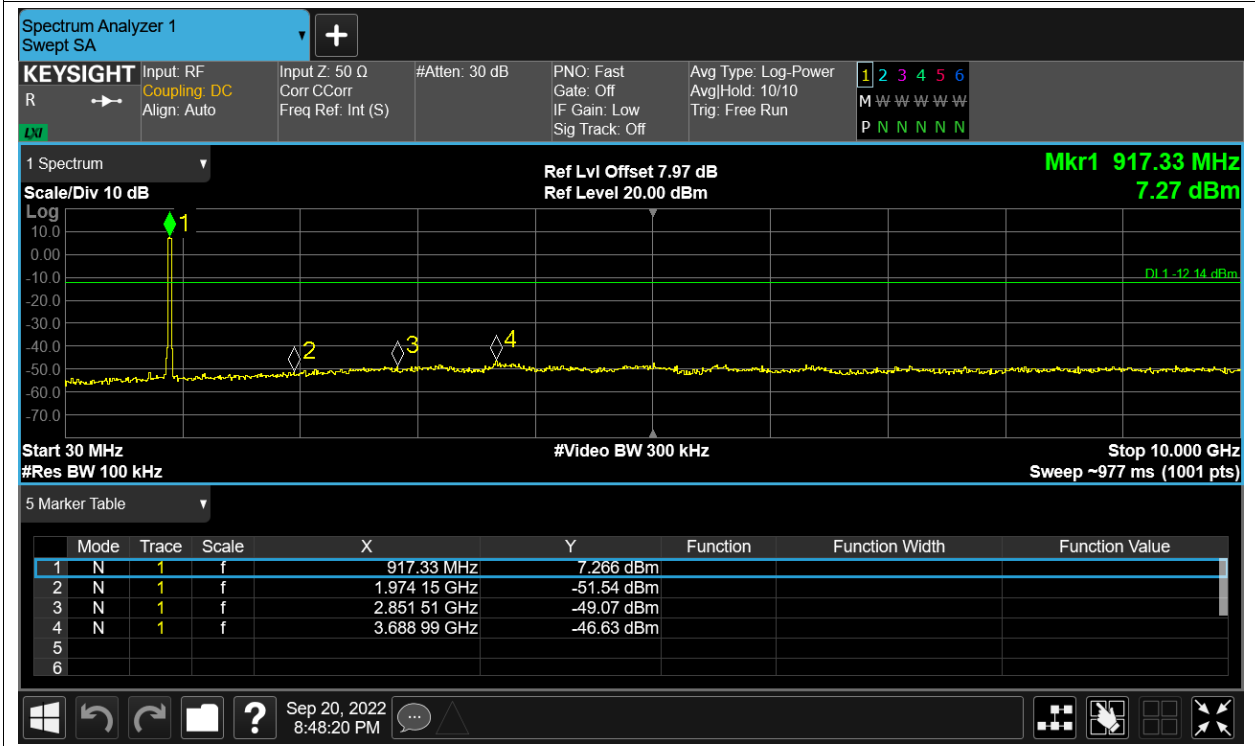 Spectrum Analyzer 1
Swept SA
+
KEYSIGHT
R
LXI
Input: RF
Coupling: DC
Align: Auto
Input Z: 50 Ω
Corr CCorr
Freq Ref: Int (S)
#Atten: 30 dB
PNO: Fast
Gate: Off
IF Gain: Low
Sig Track: Off
Avg Type: Log-Power
Avg|Hold: 10/10
Trig: Free Run
1 2 3 4 5 6
M W W W W W
P N N N N N
1 Spectrum
Scale/Div 10 dB
Ref Lvl Offset 7.97 dB
Ref Level 20.00 dBm
Mkr1 917.33 MHz
7.27 dBm
Log
10.0
0.00
-10.0
-20.0
-30.0
-40.0
-50.0
-60.0
-70.0
1
2
3
4
DL1 -12.14 dBm
Start 30 MHz
#Res BW 100 kHz
#Video BW 300 kHz
Stop 10.000 GHz
Sweep ~977 ms (1001 pts)
5 Marker Table
Mode Trace Scale X Y Function Function Width Function Value
1 N 1 f 917.33 MHz 7.266 dBm
2 N 1 f 1.974 15 GHz -51.54 dBm
3 N 1 f 2.851 51 GHz -49.07 dBm
4 N 1 f 3.688 99 GHz -46.63 dBm
5
6
?
Sep 20, 2022
8:48:20 PM